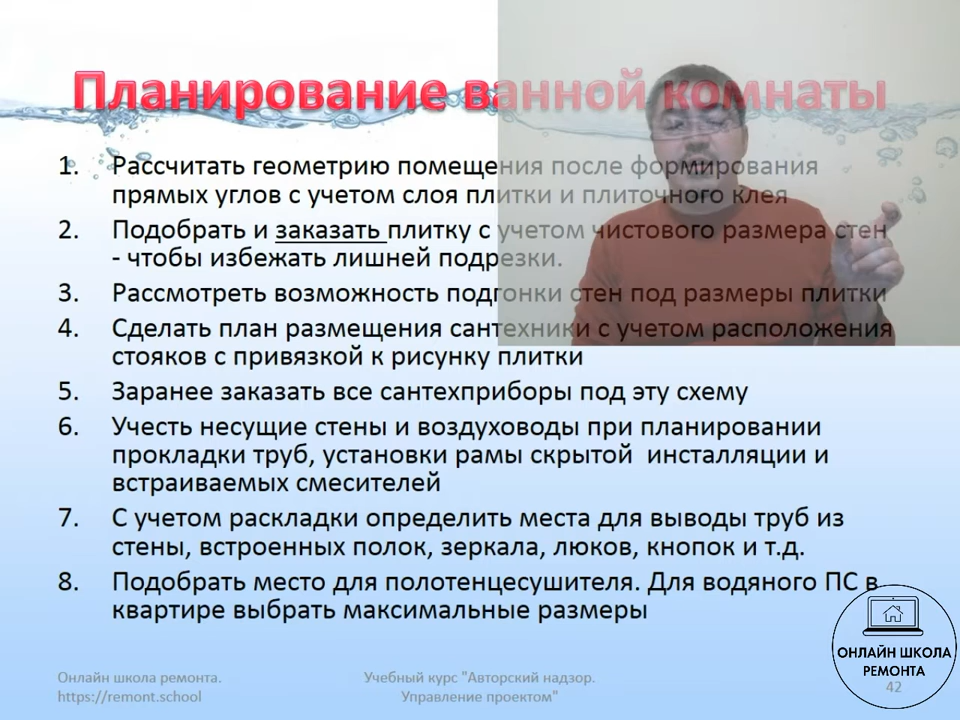 Планирование ванной комнаты
1. Рассчитать геометрию помещения после формирования
прямых углов с учетом слоя плитки и плиточного клея
2. Подобрать и заказать плитку с учетом чистового размера стен
- чтобы избежать лишней подрезки.
3. Рассмотреть возможность подгонки стен под размеры плитки
4. Сделать план размещения сантехники с учетом расположения
стояков с привязкой к рисунку плитки
5. Заранее заказать все сантехприборы под эту схему
6. Учесть несущие стены и воздуховоды при планировании
прокладки труб, установки рамы скрытой инсталляции и
встраиваемых смесителей
7. С учетом раскладки определить места для выводы труб из
стены, встроенных полок, зеркала, люков, кнопок и т.д.
8. Подобрать место для полотенцесушителя. Для водяного ПС в
квартире выбрать максимальные размеры
ОНЛАЙН ШКОЛА
РЕМОНТА
Онлайн школа ремонта.
https://remont.school
Учебный курс "Авторский надзор.
Управление проектом"
42